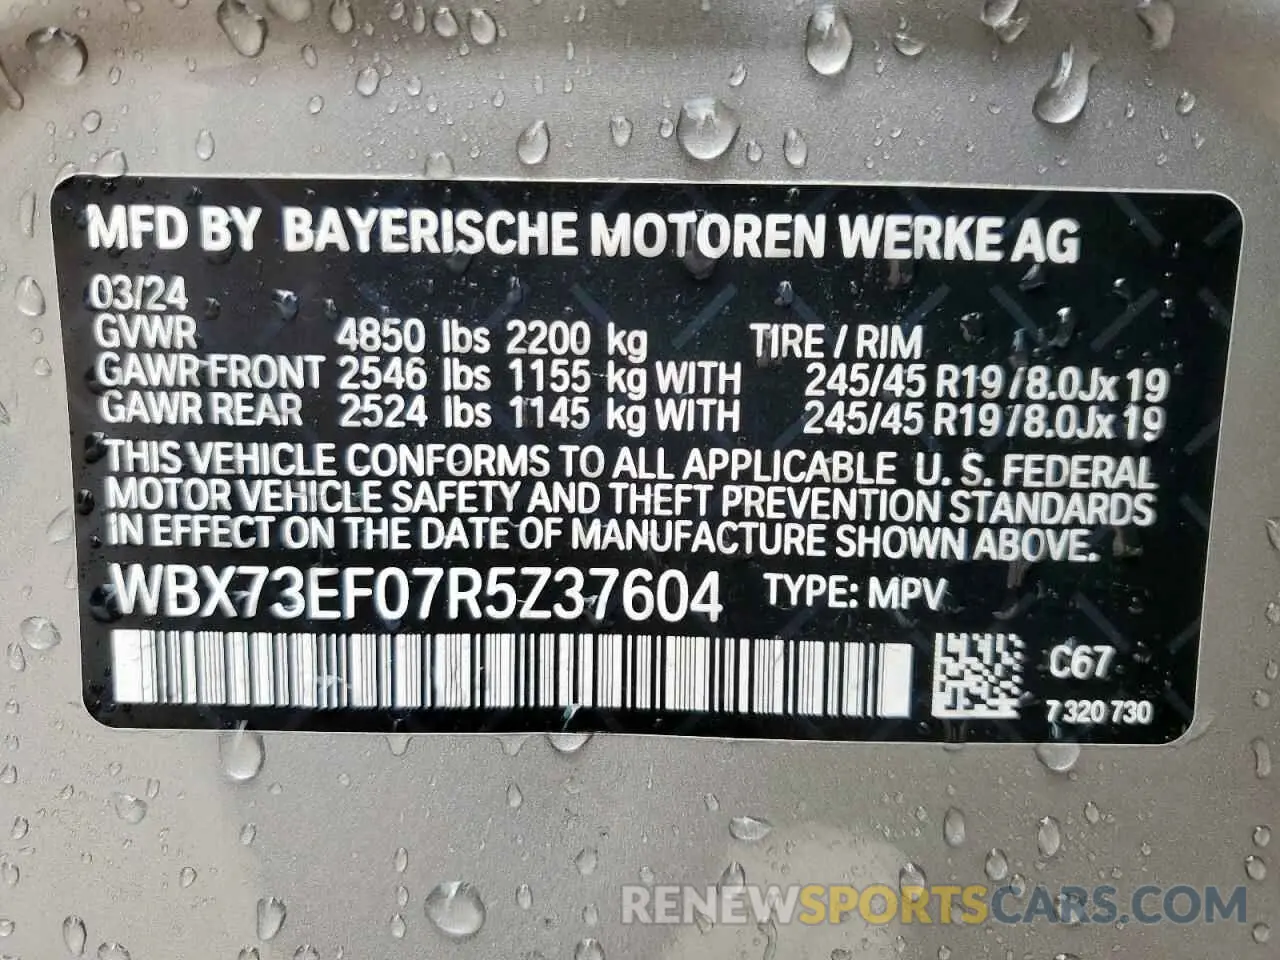 MFD BY BAYERISCHE MOTOREN WERKE AG
03/24
GVWR 4850 lbs 2200 kg TIRE / RIM
GAWR FRONT 2546 lbs 1155 kg WITH 245/45 R19 /8.0Jx19
GAWR REAR 2524 lbs 1145 kg WITH 245/45 R19 /8.0Jx19
THIS VEHICLE CONFORMS TO ALL APPLICABLE U. S. FEDERAL
MOTOR VEHICLE SAFETY AND THEFT PREVENTION STANDARDS
IN EFFECT ON THE DATE OF MANUFACTURE SHOWN ABOVE.
WBX73EF07R5Z37604 TYPE: MPV
C67
7 320 730
RENEWSPORTSCARS.COM